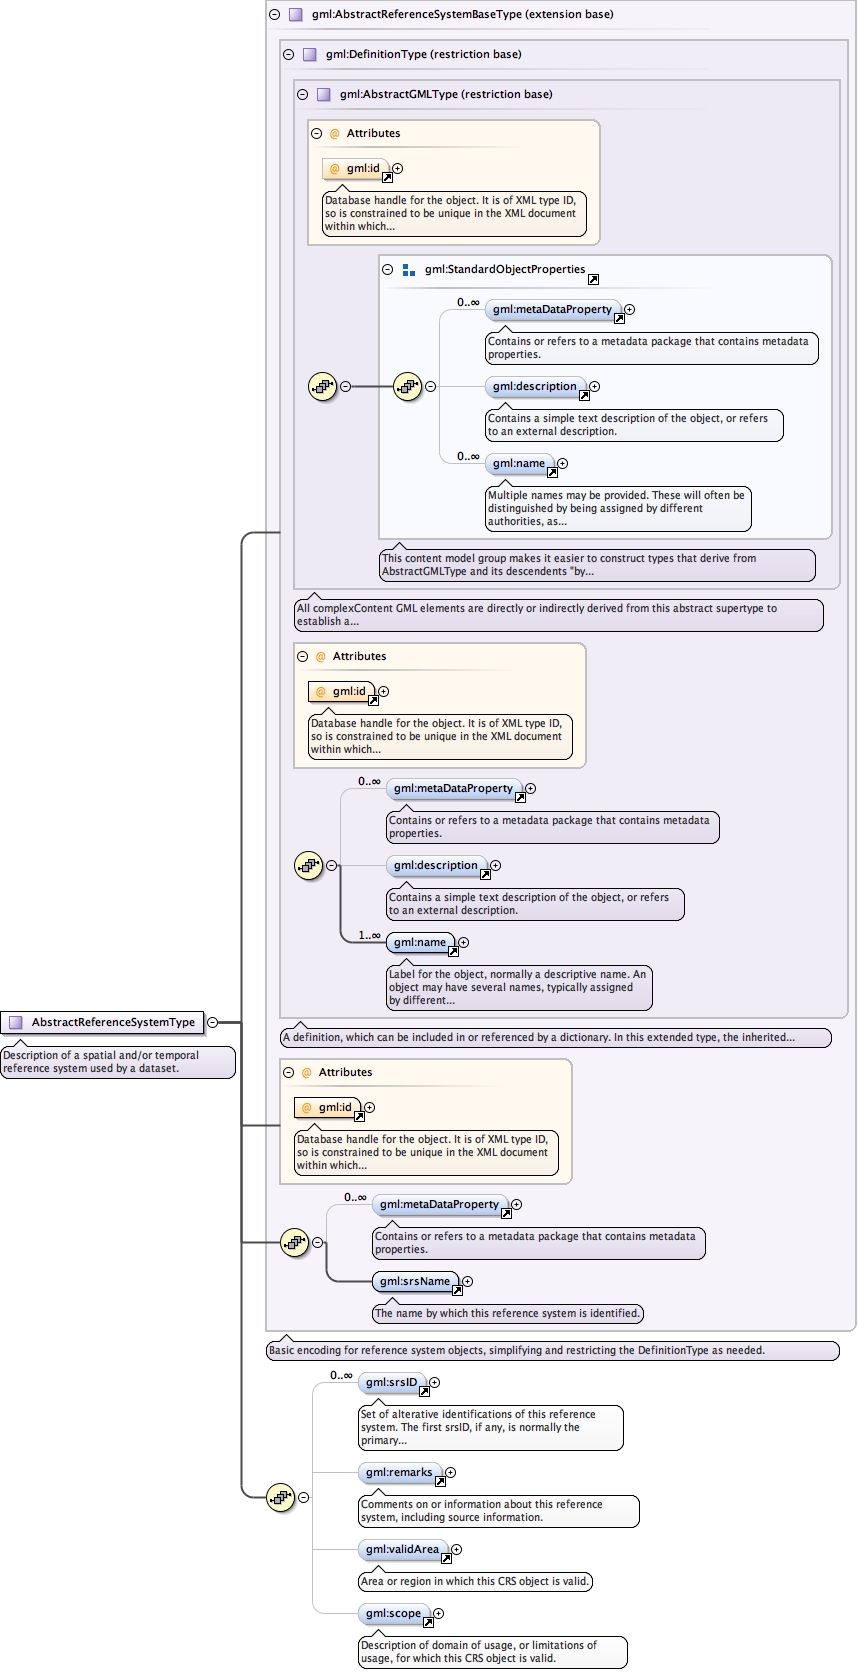 gml:AbstractReferenceSystemBaseType (extension base)
gml:DefinitionType (restriction base)
gml:AbstractGMLType (restriction base)
@ Attributes
@ gml:id
Database handle for the object. It is of XML type ID,
so is constrained to be unique in the XML document
within which...
gml:StandardObjectProperties
0..∞
gml:metaDataProperty
Contains or refers to a metadata package that contains metadata
properties.
gml:description
Contains a simple text description of the object, or refers
to an external description.
0..∞
gml:name
Multiple names may be provided. These will often be
distinguished by being assigned by different
authorities, as...
This content model group makes it easier to construct types that derive from
AbstractGMLType and its descendents "by...
All complexContent GML elements are directly or indirectly derived from this abstract supertype to
establish a...
@ Attributes
@ gml:id
Database handle for the object. It is of XML type ID,
so is constrained to be unique in the XML document
within which...
0..∞
gml:metaDataProperty
Contains or refers to a metadata package that contains metadata
properties.
gml:description
Contains a simple text description of the object, or refers
to an external description.
1..∞
gml:name
Label for the object, normally a descriptive name. An
object may have several names, typically assigned
by different...
AbstractReferenceSystemType
Description of a spatial and/or temporal
reference system used by a dataset.
A definition, which can be included in or referenced by a dictionary. In this extended type, the inherited...
@ Attributes
@ gml:id
Database handle for the object. It is of XML type ID,
so is constrained to be unique in the XML document
within which...
0..∞
gml:metaDataProperty
Contains or refers to a metadata package that contains metadata
properties.
gml:srsName
The name by which this reference system is identified.
Basic encoding for reference system objects, simplifying and restricting the DefinitionType as needed.
0..∞
gml:srsID
Set of alterative identifications of this reference
system. The first srsID, if any, is normally the
primary...
gml:remarks
Comments on or information about this reference
system, including source information.
gml:validArea
Area or region in which this CRS object is valid.
gml:scope
Description of domain of usage, or limitations of
usage, for which this CRS object is valid.